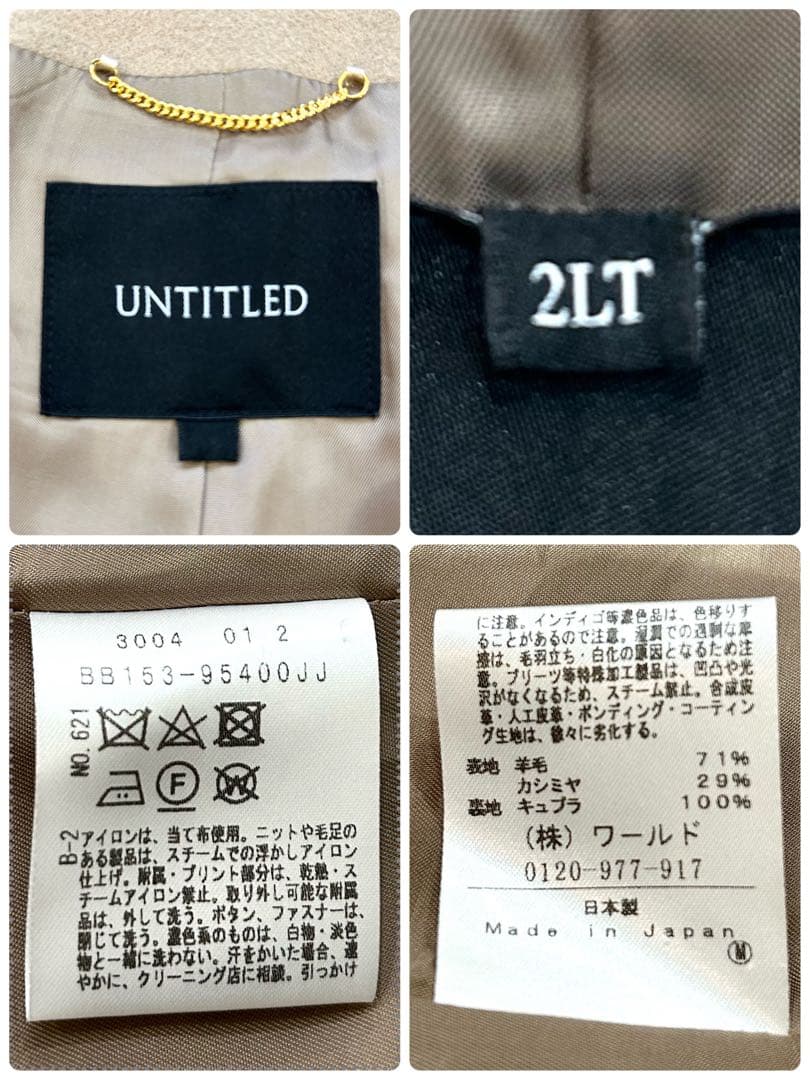 UNTITLED
2LT
3004 01 2
BB153-95400JJ
NO.621
F
W
B-2
アイロンは、当て布使用。ニットや毛足の
ある製品は、スチームでの浮かしアイロン
仕上げ。附属・プリント部分は、乾熱・ス
チームアイロン禁止。取り外し可能な附属
品は、外して洗う。ボタン、ファスナーは、
閉じて洗う。濃色系のものは、白物・淡色
物と一緒に洗わない。汗をかいた場合、速
やかに、クリーニング店に相談。引っかけ
に注意。インディゴ等濃色品は、色移りす
ることがあるので注意。湿潤での過剰な摩
擦は、毛羽立ち・白化の原因となるため注
意。プリーツ等特殊加工製品は、凹凸や光
沢がなくなるため、スチーム禁止。合成皮
革・人工皮革・ボンディング・コーティン
グ生地は、徐々に劣化する。
表地 羊毛 71%
カシミヤ 29%
裏地 キュプラ 100%
(株) ワールド
0120-977-917
日本製
Made in Japan
M